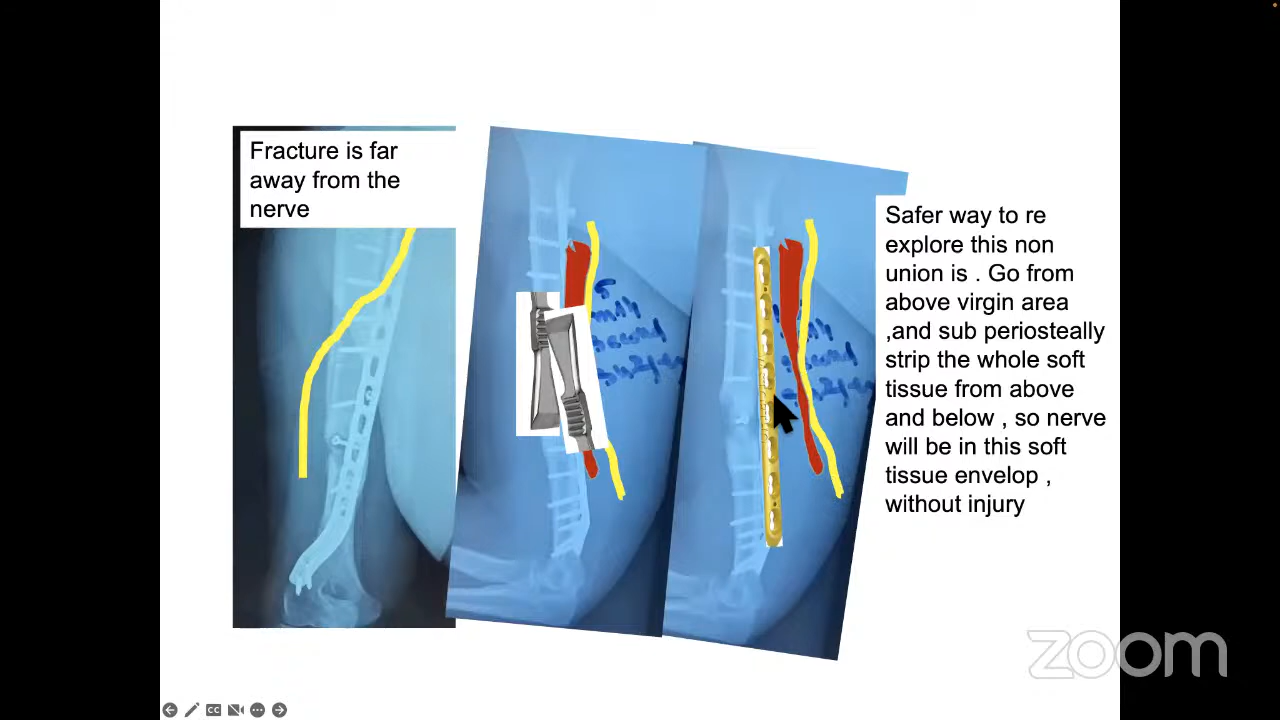 Fracture is far
away from the
nerve
Safer way to re
explore this non
union is . Go from
above virgin area
,and sub periosteally
strip the whole soft
tissue from above
and below , so nerve
will be in this soft
tissue envelop ,
without injury
second
zoom
CC